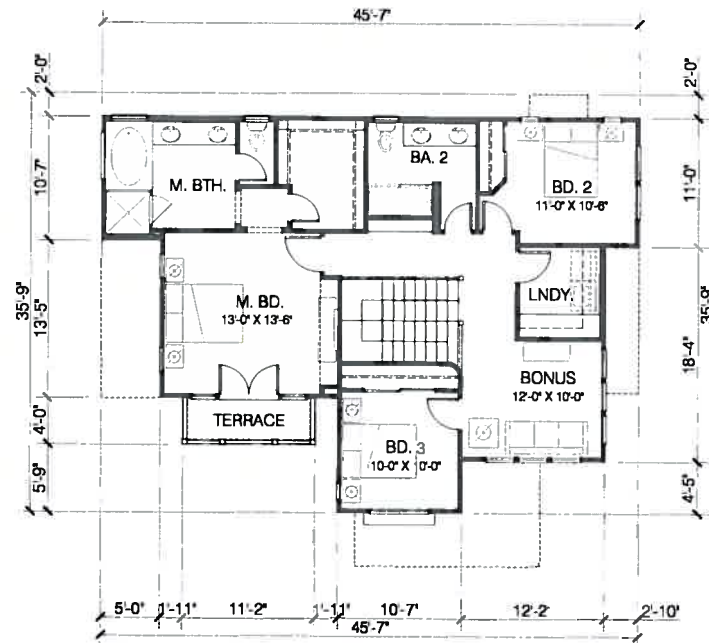 45'-7"
2'-0"
2'-0"
10'-7"
11'-0"
M. BTH.
BA. 2
BD. 2
11'-0" X 10'-6"
35'-9"
13'-5"
M. BD.
13'-0" X 13'-6"
LNDY.
35'-9"
18'-4"
BONUS
12'-0" X 10'-0"
4'-0"
TERRACE
BD. 3
10'-0" X 10'-0"
5'-9"
4'-5"
5'-0"
1'-11"
11'-2"
1'-11"
10'-7"
12'-2
2'-10"
45'-7"